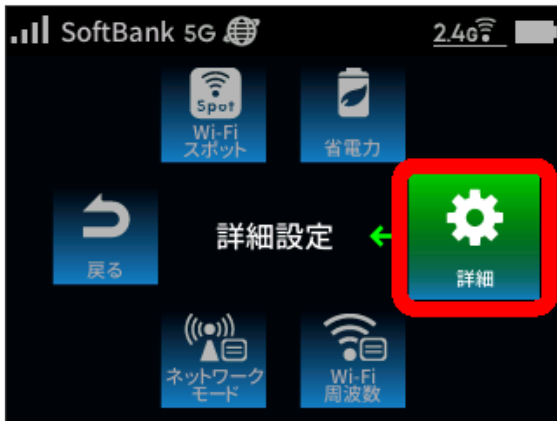 SoftBank 5G 2.4G
Spot
Wi-Fi
スポット
省電力
戻る
詳細設定
詳細
ネットワーク
モード
Wi-Fi
周波数